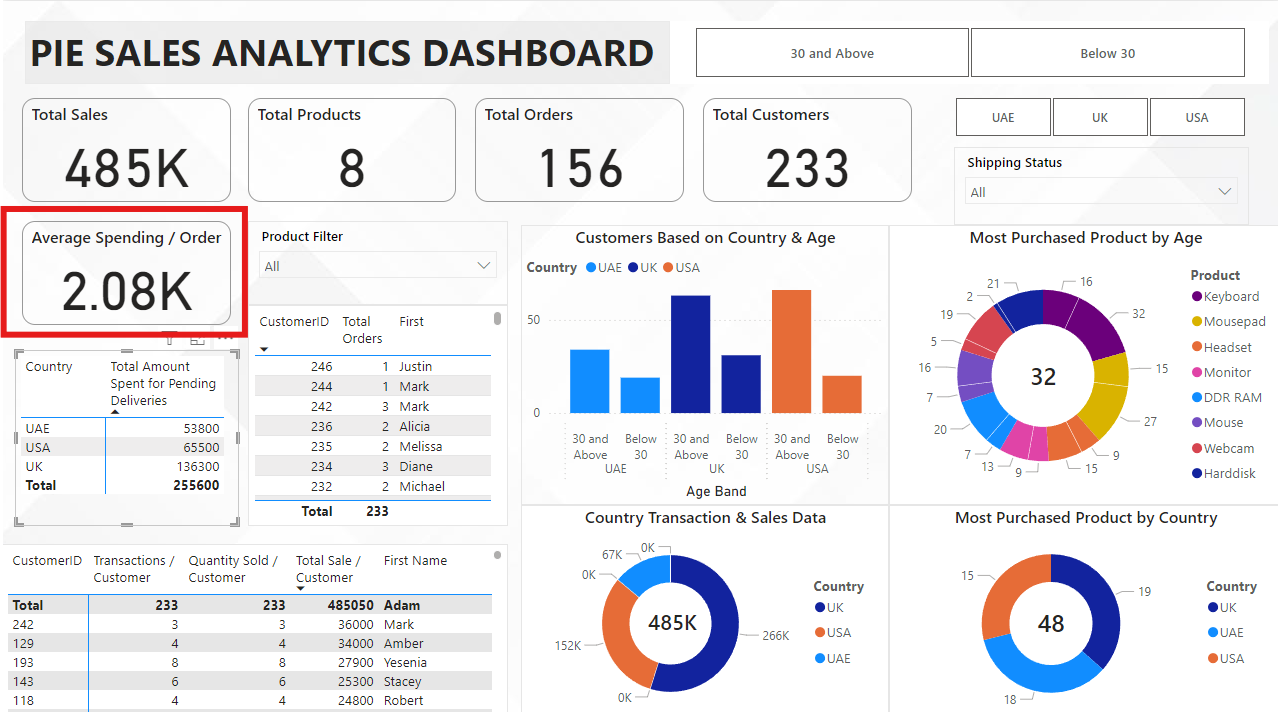 PIE SALES ANALYTICS DASHBOARD
30 and Above
Below 30
Total Sales
485K
Total Products
8
Total Orders
156
Total Customers
233
UAE
UK
USA
Shipping Status
All
Average Spending / Order
2.08K
Product Filter
All
CustomerID Total Orders First
246 1 Justin
244 1 Mark
242 3 Mark
236 2 Alicia
235 2 Melissa
234 3 Diane
232 2 Michael
Total 233
Country Total Amount Spent for Pending Deliveries
UAE 53800
USA 65500
UK 136300
Total 255600
Customers Based on Country & Age
Country UAE UK USA
50
0
30 and Above Below 30 30 and Above Below 30 30 and Above Below 30
UAE UK USA
Age Band
Most Purchased Product by Age
16
32
15
27
9
15
9
13
7
20
7
16
5
19
2
21
32
Product
Keyboard
Mousepad
Headset
Monitor
DDR RAM
Mouse
Webcam
Harddisk
CustomerID Transactions / Customer Quantity Sold / Customer Total Sale / Customer First Name
Total 233 233 485050 Adam
242 3 3 36000 Mark
129 4 4 34000 Amber
193 8 8 27900 Yesenia
143 6 6 25300 Stacey
118 4 4 24800 Robert
Country Transaction & Sales Data
0K
67K
0K
152K
0K
266K
485K
Country
UK
USA
UAE
Most Purchased Product by Country
15
19
18
48
Country
UK
UAE
USA